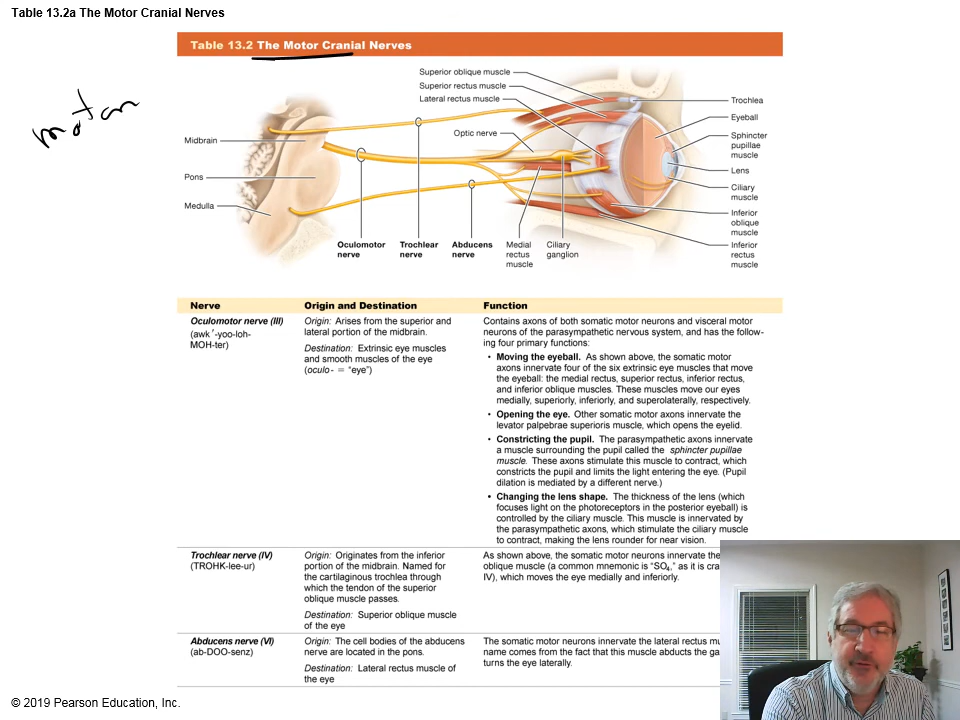 Table 13.2a The Motor Cranial Nerves
Table 13.2 The Motor Cranial Nerves
motor
Superior oblique muscle
Superior rectus muscle
Lateral rectus muscle
Optic nerve
Midbrain
Pons
Medulla
Trochlea
Eyeball
Sphincter
pupillae
muscle
Lens
Ciliary
muscle
Inferior
oblique
muscle
Inferior
rectus
muscle
Oculomotor
nerve
Trochlear
nerve
Abducens
nerve
Medial
rectus
muscle
Ciliary
ganglion
Nerve
Origin and Destination
Function
Oculomotor nerve (III)
(awk′-yoo-loh-
MOH-ter)
Origin: Arises from the superior and
lateral portion of the midbrain.
Destination: Extrinsic eye muscles
and smooth muscles of the eye
(oculo- = "eye")
Contains axons of both somatic motor neurons and visceral motor
neurons of the parasympathetic nervous system, and has the follow-
ing four primary functions:
• Moving the eyeball. As shown above, the somatic motor
axons innervate four of the six extrinsic eye muscles that move
the eyeball: the medial rectus, superior rectus, inferior rectus,
and inferior oblique muscles. These muscles move our eyes
medially, superiorly, inferiorly, and superolaterally, respectively.
• Opening the eye. Other somatic motor axons innervate the
levator palpebrae superioris muscle, which opens the eyelid.
• Constricting the pupil. The parasympathetic axons innervate
a muscle surrounding the pupil called the sphincter pupillae
muscle. These axons stimulate this muscle to contract, which
constricts the pupil and limits the light entering the eye. (Pupil
dilation is mediated by a different nerve.)
• Changing the lens shape. The thickness of the lens (which
focuses light on the photoreceptors in the posterior eyeball) is
controlled by the ciliary muscle. This muscle is innervated by
the parasympathetic axons, which stimulate the ciliary muscle
to contract, making the lens rounder for near vision.
Trochlear nerve (IV)
(TROHK-lee-ur)
Origin: Originates from the inferior
portion of the midbrain. Named for
the cartilaginous trochlea through
which the tendon of the superior
oblique muscle passes.
Destination: Superior oblique muscle
of the eye
As shown above, the somatic motor neurons innervate the
oblique muscle (a common mnemonic is "SO₄," as it is cra
IV), which moves the eye medially and inferiorly.
Abducens nerve (VI)
(ab-DOO-senz)
Origin: The cell bodies of the abducens
nerve are located in the pons.
Destination: Lateral rectus muscle of
the eye
The somatic motor neurons innervate the lateral rectus mu
name comes from the fact that this muscle abducts the ga
turns the eye laterally.
© 2019 Pearson Education, Inc.